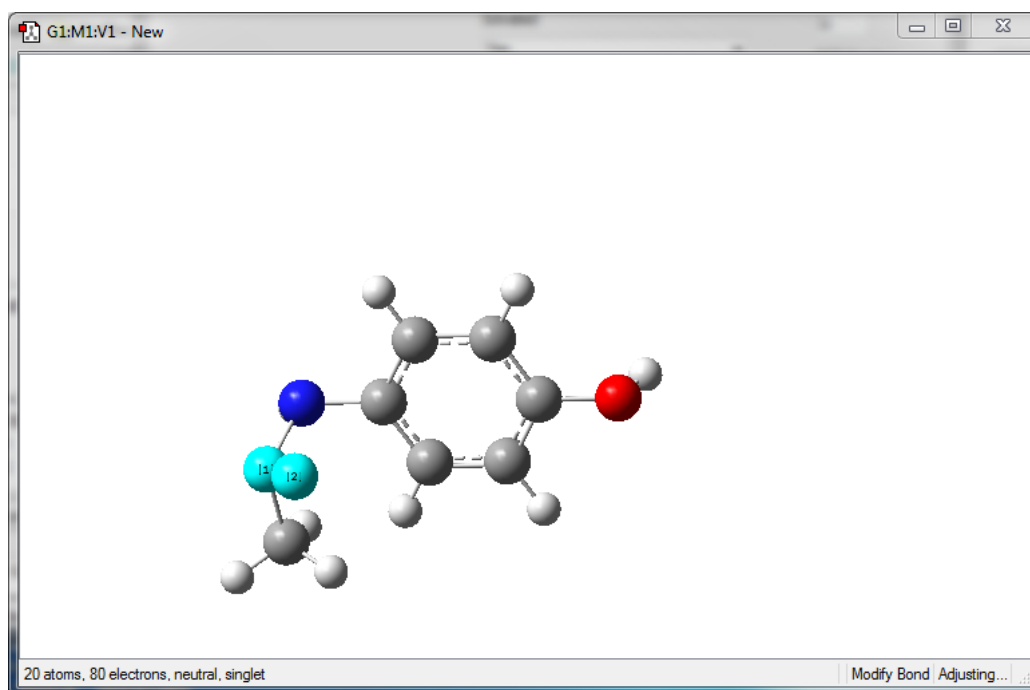 G1:M1:V1 - New
1
2
20 atoms, 80 electrons, neutral, singlet
Modify Bond
Adjusting...